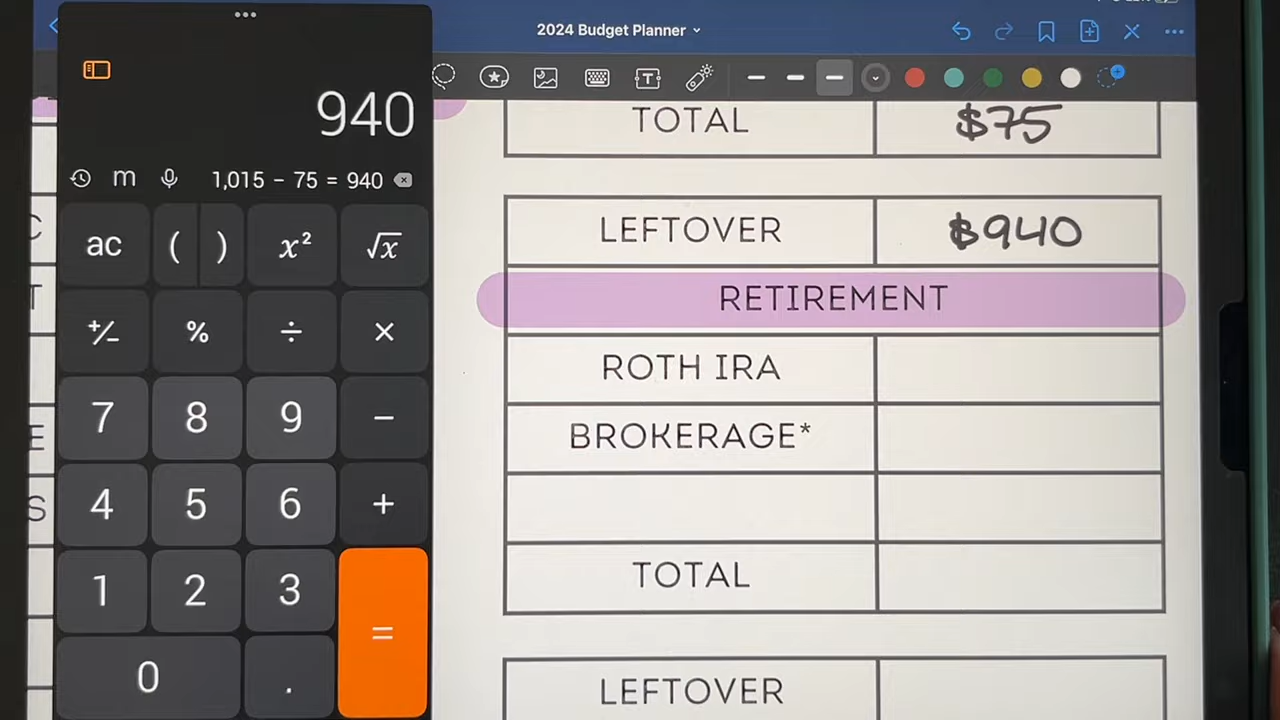 2024 Budget Planner
940
m 1,015 − 75 = 940
ac ( ) x² √x
+/− % ÷ ×
7 8 9 −
4 5 6 +
1 2 3 =
0 .
C
T
E
S
TOTAL $75
LEFTOVER $940
RETIREMENT
ROTH IRA
BROKERAGE*
TOTAL
LEFTOVER